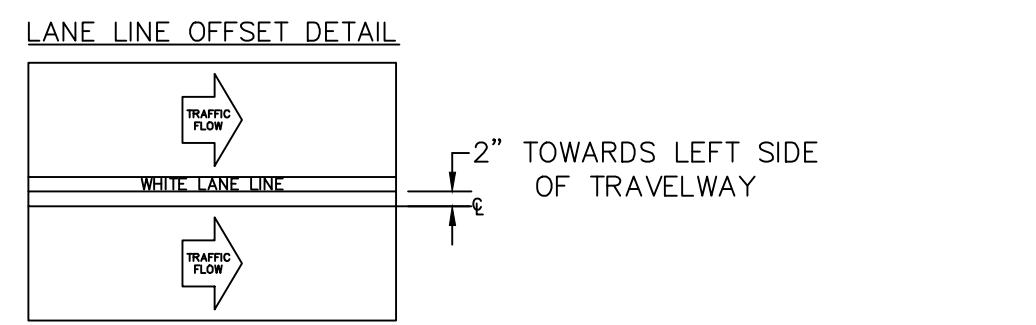 LANE LINE OFFSET DETAIL
TRAFFIC
FLOW
WHITE LANE LINE
2" TOWARDS LEFT SIDE
OF TRAVELWAY
℄
TRAFFIC
FLOW